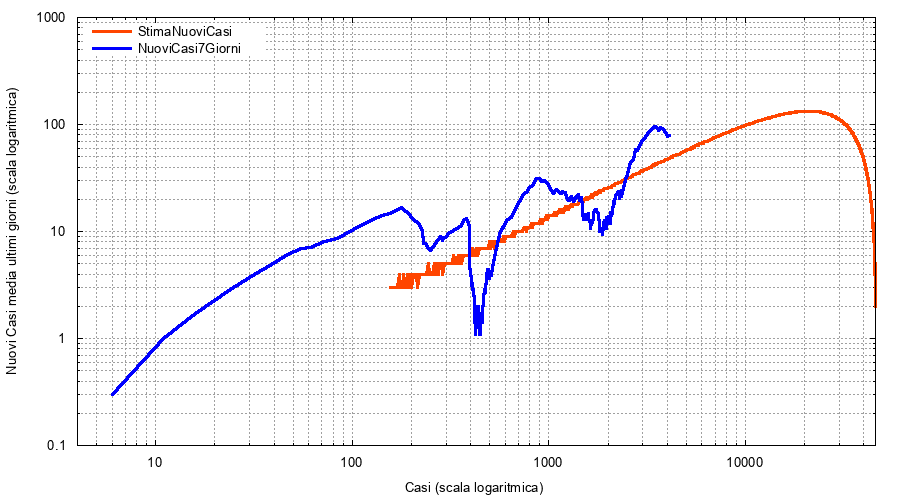 1000
100
10
1
0.1
StimaNuoviCasi
NuoviCasi7Giorni
Nuovi Casi media ultimi giorni (scala logaritmica)
10 100 1000 10000
Casi (scala logaritmica)